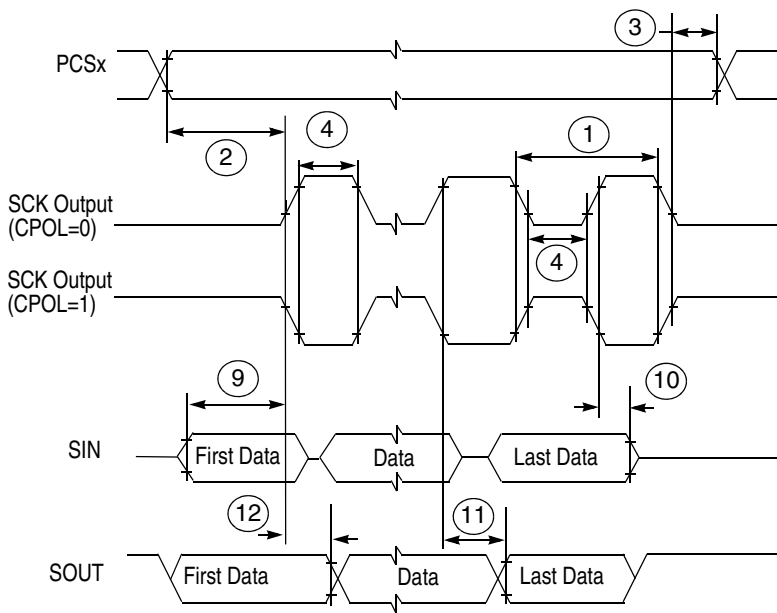 3
PCSx
2
4
1
SCK Output
(CPOL=0)
4
SCK Output
(CPOL=1)
9
10
SIN
First Data
Data
Last Data
12
11
SOUT
First Data
Data
Last Data